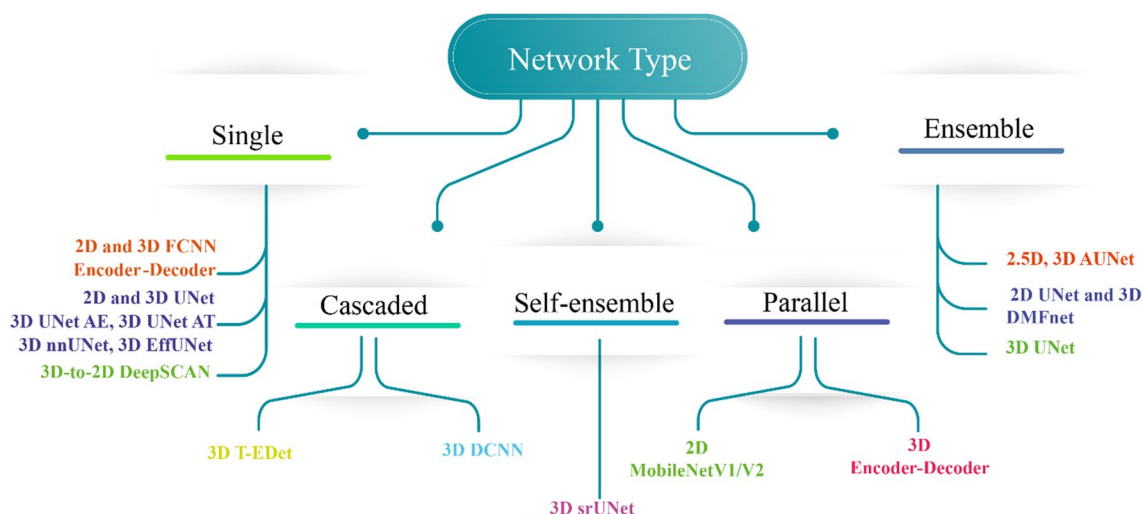 Network Type
Single
2D and 3D FCNN
Encoder-Decoder
2D and 3D UNet
3D UNet AE, 3D UNet AT
3D nnUNet, 3D EffUNet
3D-to-2D DeepSCAN
Cascaded
3D T-EDet
3D DCNN
Self-ensemble
3D srUNet
Parallel
2D
MobileNetV1/V2
3D
Encoder-Decoder
Ensemble
2.5D, 3D AUNet
2D UNet and 3D
DMFnet
3D UNet